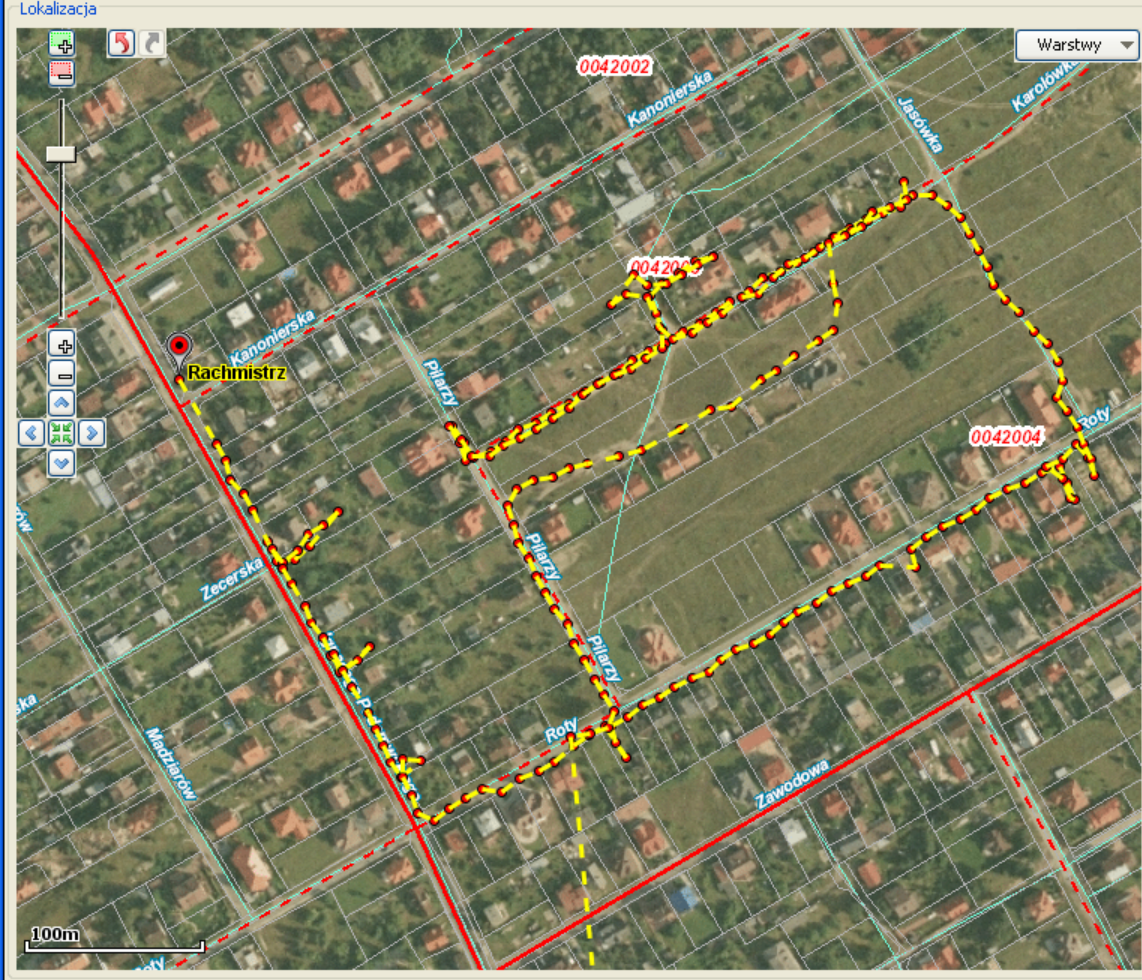 Lokalizacja
Warstwy
0042002
Kanonierska
Karolówka
Jasówka
Kanonierska
Rachmistrz
Pilarzy
0042004
Roty
Pilarzy
Zecerska
Pilarzy
Roty
Madziarów
Zawodowa
100m
Roty